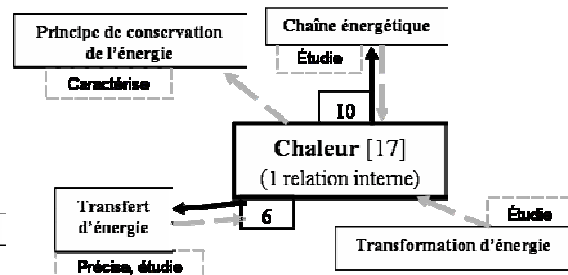 Principe de conservation
de l'énergie
Caractérise
Chaîne énergétique
Étudie
10
Chaleur [17]
(1 relation interne)
6
Transfert
d'énergie
Précise, étudie
Étudie
Transformation d'énergie